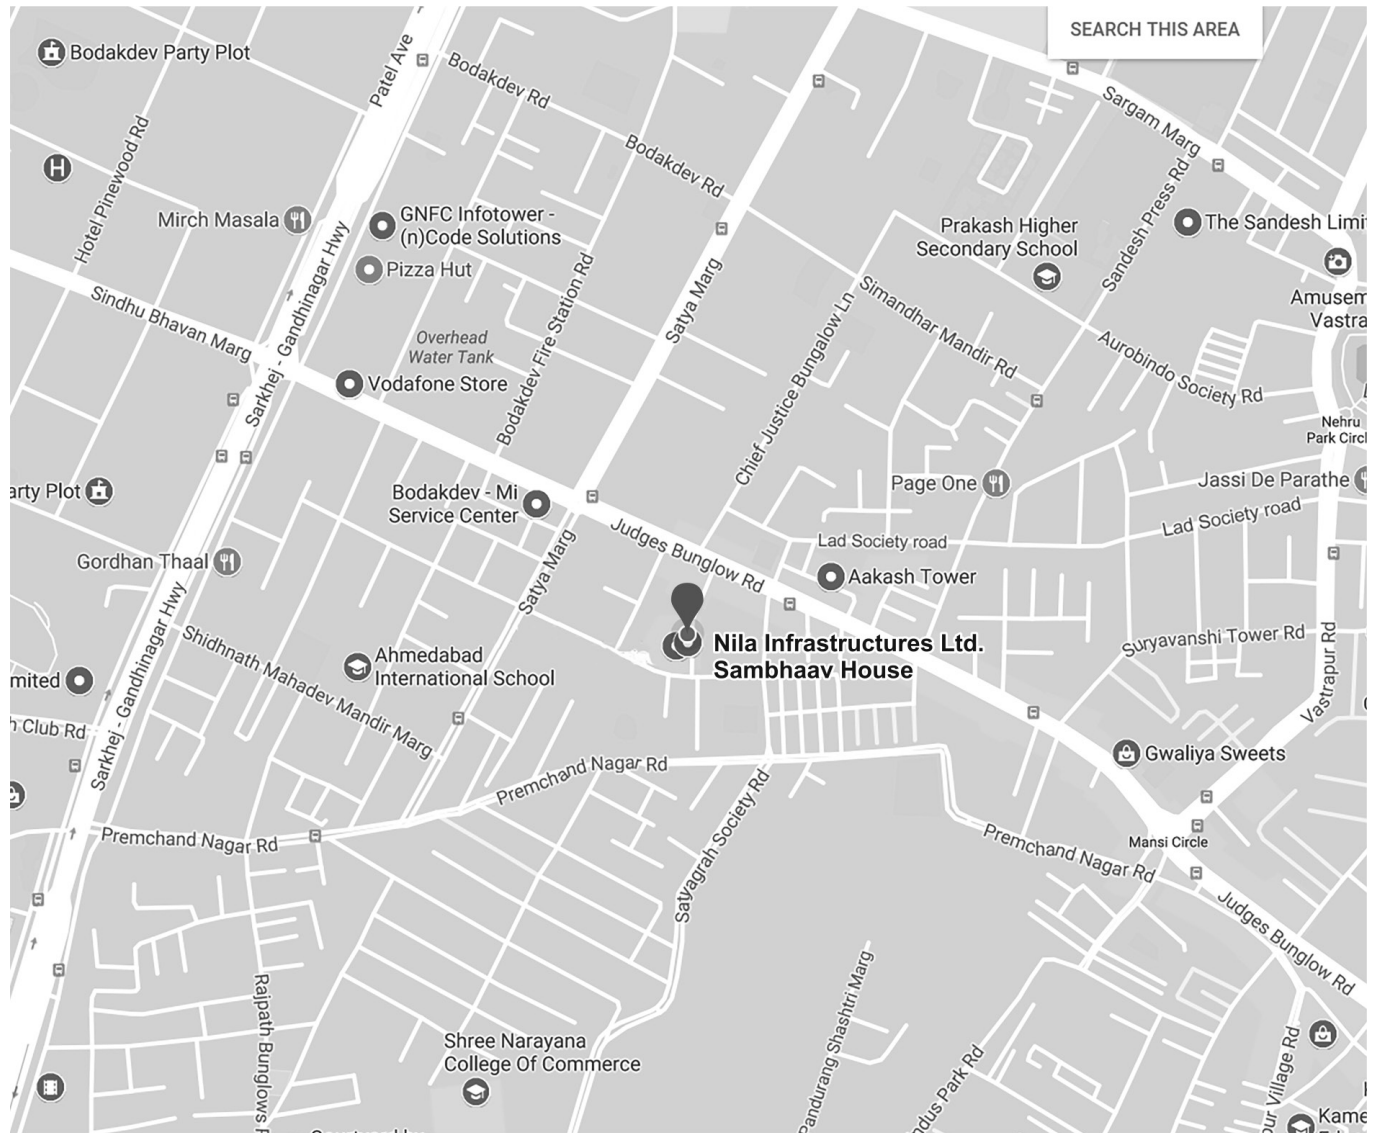 SEARCH THIS AREA
Bodakdev Party Plot
Patel Ave
Bodakdev Rd
Sargam Marg
Hotel Pinewood Rd
H
Bodakdev Rd
Mirch Masala
GNFC Infotower -
(n)Code Solutions
Pizza Hut
Prakash Higher
Secondary School
Sandesh Press Rd
The Sandesh Limi
Amusem
Vastra
Sindhu Bhavan Marg
Sarkhej - Gandhinagar Hwy
Overhead
Water Tank
Vodafone Store
Bodakdev Fire Station Rd
Satya Marg
Chief Justice Bungalow Ln
Simandhar Mandir Rd
Aurobindo Society Rd
Nehru
Park Circl
arty Plot
Bodakdev - Mi
Service Center
Page One
Jassi De Parathe
Lad Society road
Judges Bunglow Rd
Lad Society road
Gordhan Thaal
Satya Marg
Aakash Tower
Nila Infrastructures Ltd.
Sambhaav House
Suryavanshi Tower Rd
Vastrapur Rd
Shidhnath Mahadev Mandir Marg
Ahmedabad
International School
mited
h Club Rd
Sarkhej - Gandhinagar Hwy
Gwaliya Sweets
Premchand Nagar Rd
Premchand Nagar Rd
Satyagrah Society Rd
Mansi Circle
Premchand Nagar Rd
Judges Bunglow Rd
Rajpath Bunglows
Shree Narayana
College Of Commerce
Pandurang Shashtri Marg
ndus Park Rd
our Village Rd
Kame